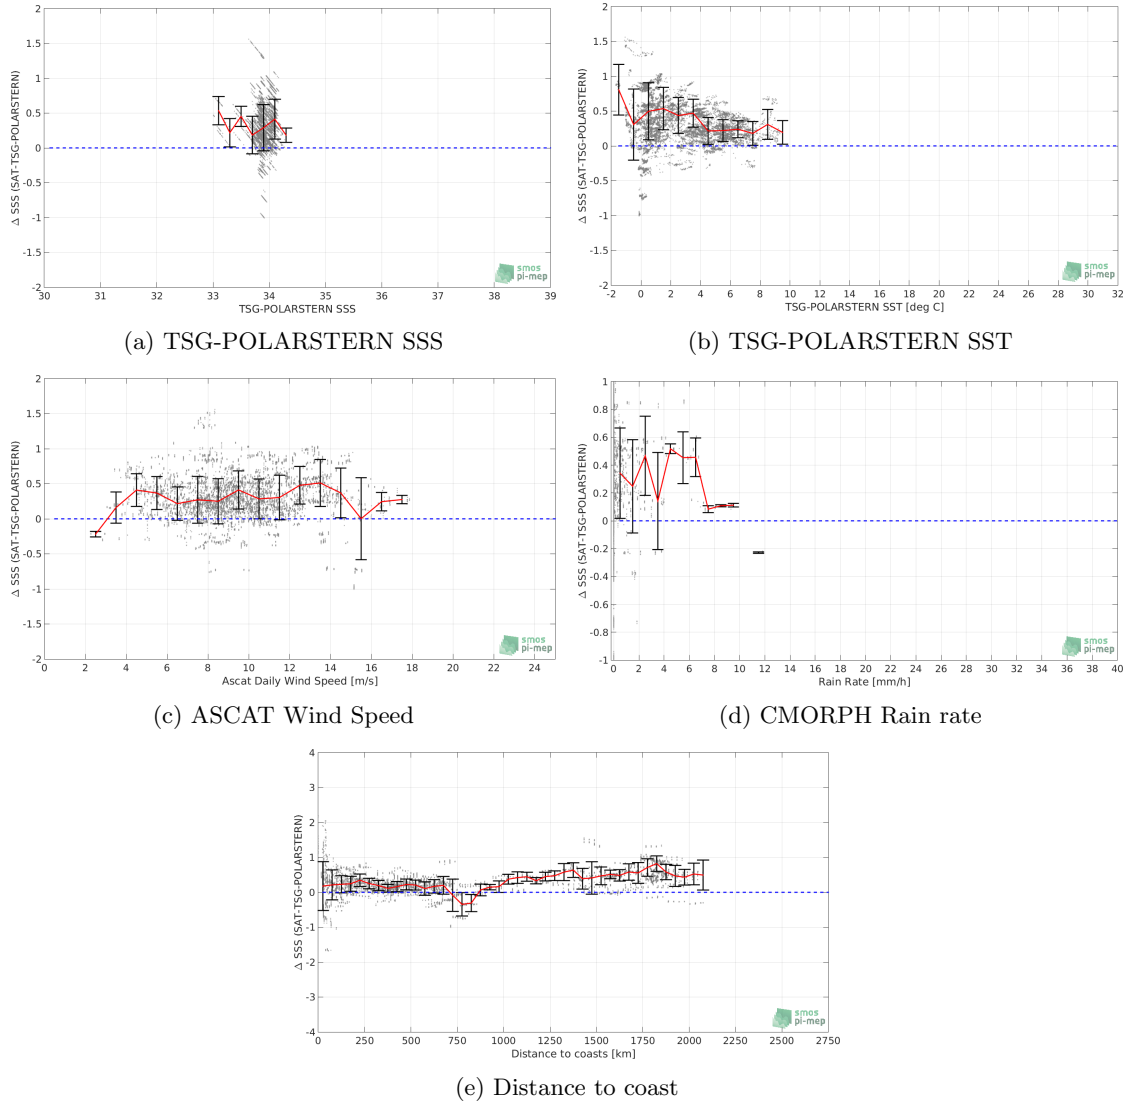 2
1.5
1
0.5
0
-0.5
-1
-1.5
-2
Δ SSS (SAT-TSG-POLARSTERN)
30 31 32 33 34 35 36 37 38 39
TSG-POLARSTERN SSS
smos
pi-mep
(a) TSG-POLARSTERN SSS
2
1.5
1
0.5
0
-0.5
-1
-1.5
-2
Δ SSS (SAT-TSG-POLARSTERN)
-2 0 2 4 6 8 10 12 14 16 18 20 22 24 26 28 30 32
TSG-POLARSTERN SST [deg C]
smos
pi-mep
(b) TSG-POLARSTERN SST
2
1.5
1
0.5
0
-0.5
-1
-1.5
-2
Δ SSS (SAT-TSG-POLARSTERN)
0 2 4 6 8 10 12 14 16 18 20 22 24
Ascat Daily Wind Speed [m/s]
smos
pi-mep
(c) ASCAT Wind Speed
1
0.8
0.6
0.4
0.2
0
-0.2
-0.4
-0.6
-0.8
-1
Δ SSS (SAT-TSG-POLARSTERN)
0 2 4 6 8 10 12 14 16 18 20 22 24 26 28 30 32 34 36 38 40
Rain Rate [mm/h]
smos
pi-mep
(d) CMORPH Rain rate
4
3
2
1
0
-1
-2
-3
-4
Δ SSS (SAT-TSG-POLARSTERN)
0 250 500 750 1000 1250 1500 1750 2000 2250 2500 2750
Distance to coasts [km]
smos
pi-mep
(e) Distance to coast